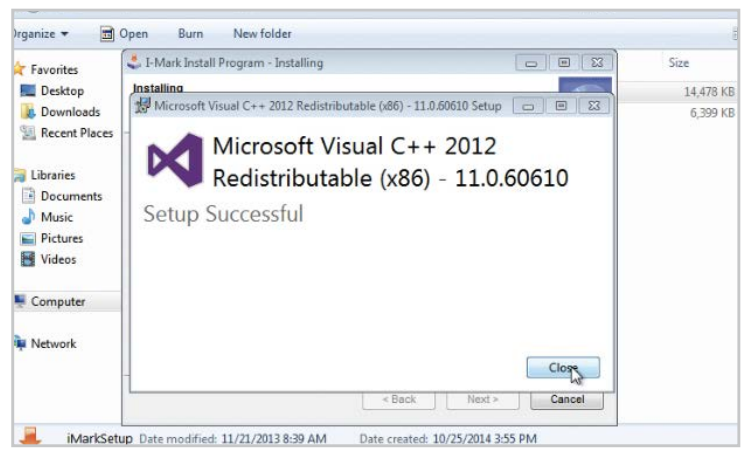 Organize Open Burn New folder
Favorites
Desktop
Downloads
Recent Places
Libraries
Documents
Music
Pictures
Videos
Computer
Network
I-Mark Install Program - Installing
Installing
Microsoft Visual C++ 2012 Redistributable (x86) - 11.0.60610 Setup
Microsoft Visual C++ 2012
Redistributable (x86) - 11.0.60610
Setup Successful
Close
< Back Next > Cancel
Size
14,478 KB
6,399 KB
iMarkSetup Date modified: 11/21/2013 8:39 AM Date created: 10/25/2014 3:55 PM